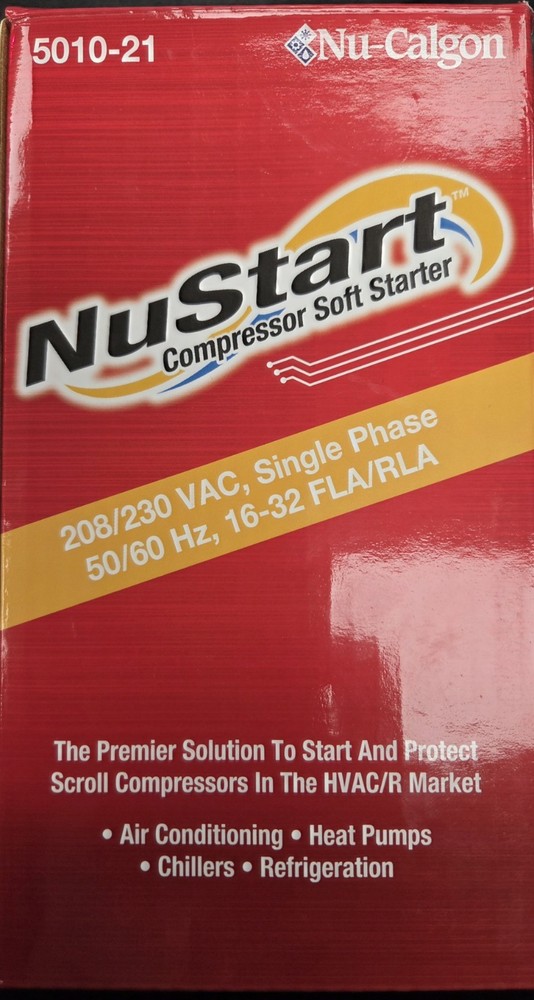 5010-21
Nu-Calgon
NuStart™
Compressor Soft Starter
208/230 VAC, Single Phase
50/60 Hz, 16-32 FLA/RLA
The Premier Solution To Start And Protect
Scroll Compressors In The HVAC/R Market
• Air Conditioning • Heat Pumps
• Chillers • Refrigeration